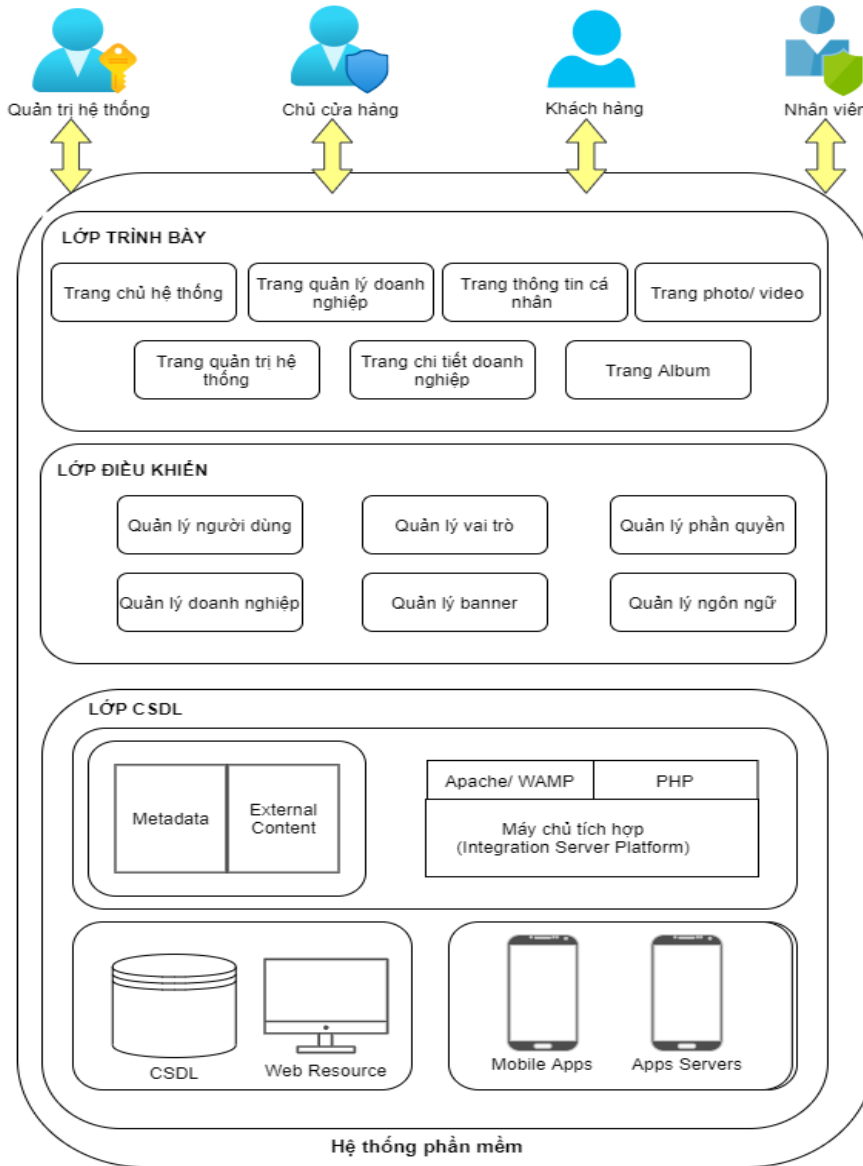 Quản trị hệ thống
Chủ cửa hàng
Khách hàng
Nhân viên
LỚP TRÌNH BÀY
Trang chủ hệ thống
Trang quản lý doanh
nghiệp
Trang thông tin cá
nhân
Trang photo/ video
Trang quản trị hệ
thống
Trang chi tiết doanh
nghiệp
Trang Album
LỚP ĐIỀU KHIỂN
Quản lý người dùng
Quản lý vai trò
Quản lý phần quyền
Quản lý doanh nghiệp
Quản lý banner
Quản lý ngôn ngữ
LỚP CSDL
Metadata
External
Content
Apache/ WAMP
PHP
Máy chủ tích hợp
(Integration Server Platform)
CSDL
Web Resource
Mobile Apps
Apps Servers
Hệ thống phần mềm